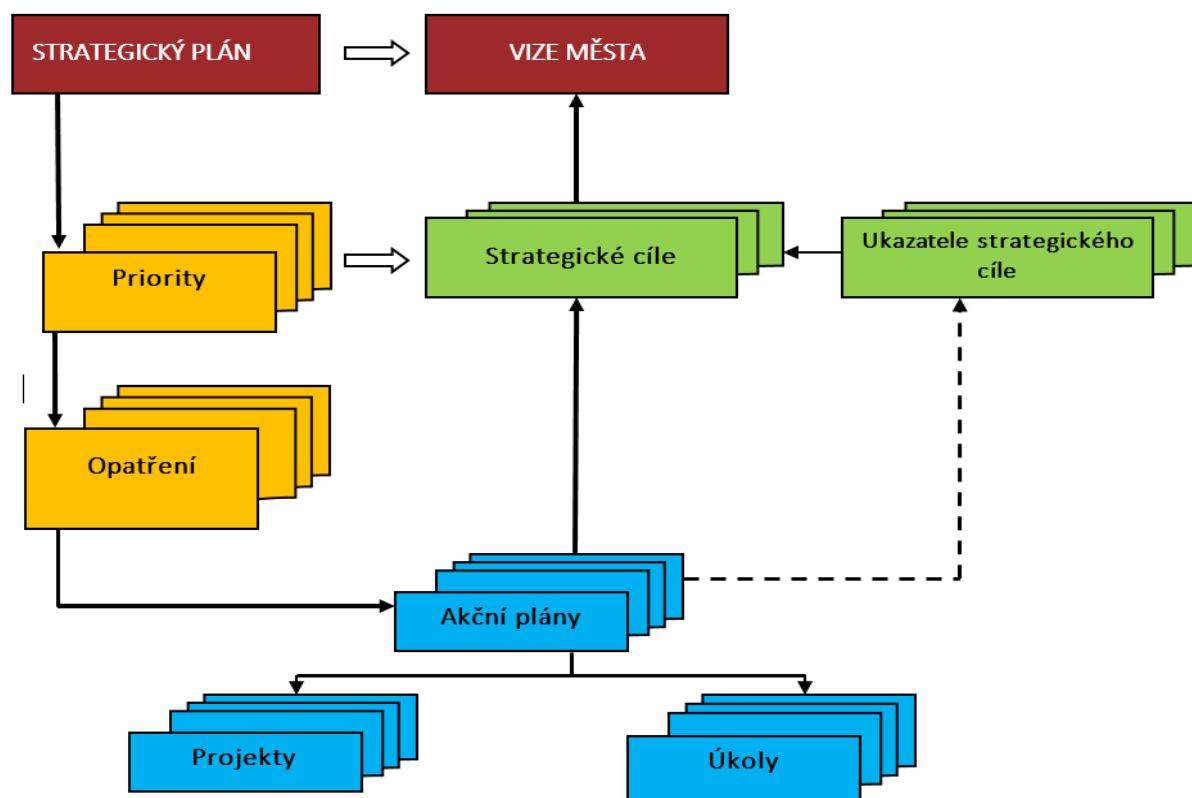 STRATEGICKÝ PLÁN
VIZE MĚSTA
Priority
Strategické cíle
Ukazatele strategického
cíle
Opatření
Akční plány
Projekty
Úkoly